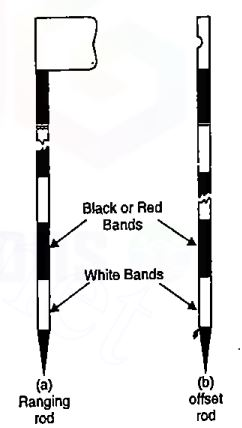 Black or Red
Bands
White Bands
(a)
Ranging
rod
(b)
offset
rod